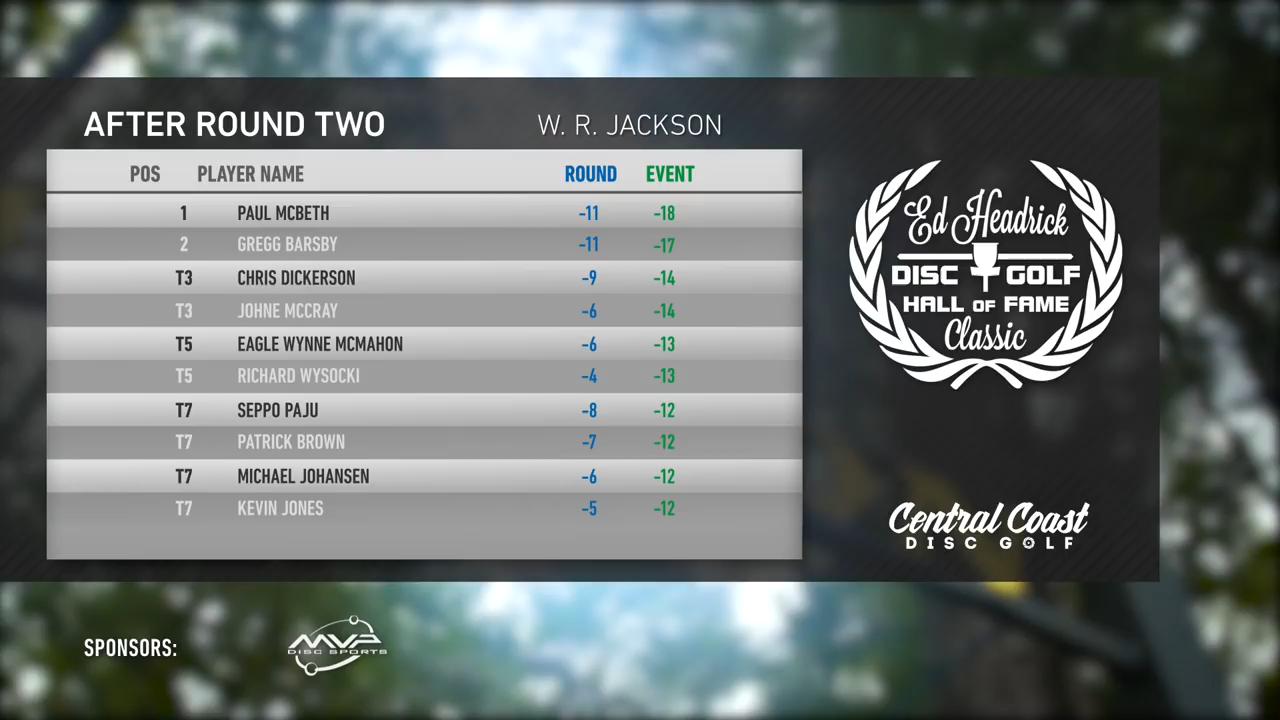 AFTER ROUND TWO
W. R. JACKSON
POS PLAYER NAME ROUND EVENT
1 PAUL MCBETH -11 -18
2 GREGG BARSBY -11 -17
T3 CHRIS DICKERSON -9 -14
T3 JOHNE MCCRAY -6 -14
T5 EAGLE WYNNE MCMAHON -6 -13
T5 RICHARD WYSOCKI -4 -13
T7 SEPPO PAJU -8 -12
T7 PATRICK BROWN -7 -12
T7 MICHAEL JOHANSEN -6 -12
T7 KEVIN JONES -5 -12
Ed Headrick
DISC GOLF
HALL OF FAME
Classic
Central Coast
DISC GOLF
SPONSORS:
MVP
DISC SPORTS